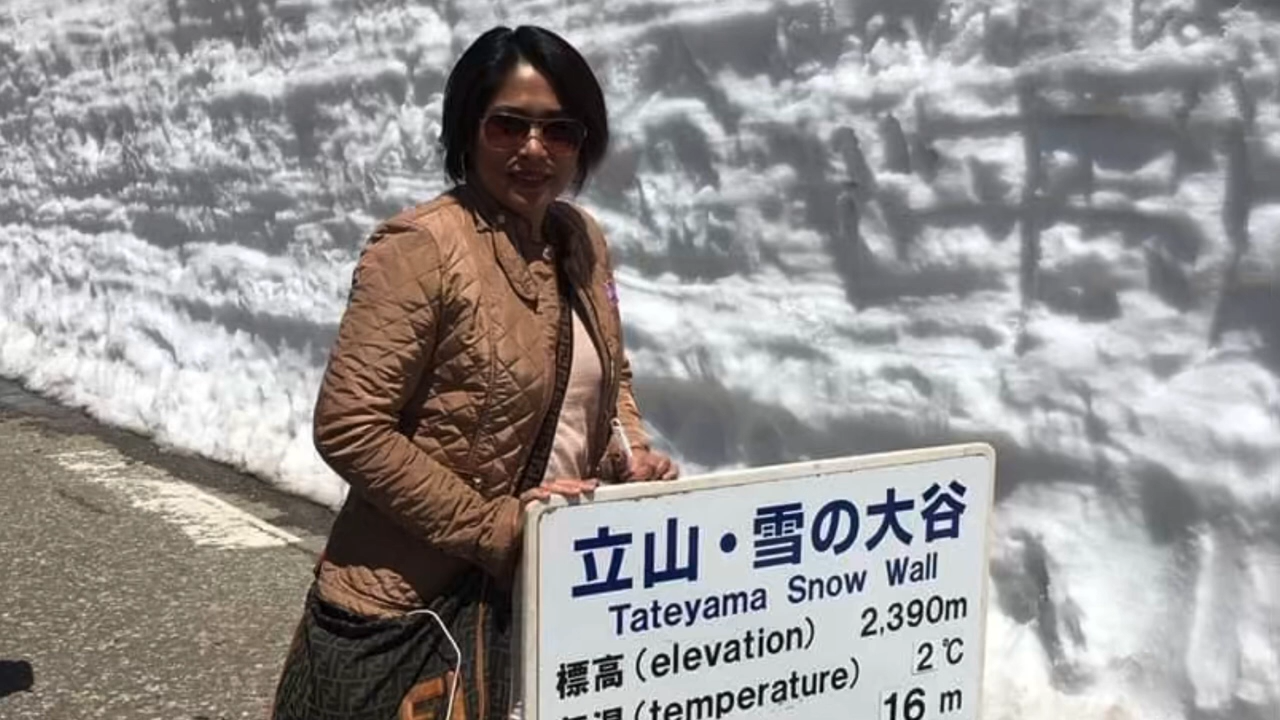 立山・雪の大谷
Tateyama Snow Wall
標高 (elevation) 2,390m
(temperature) 2℃
16 m